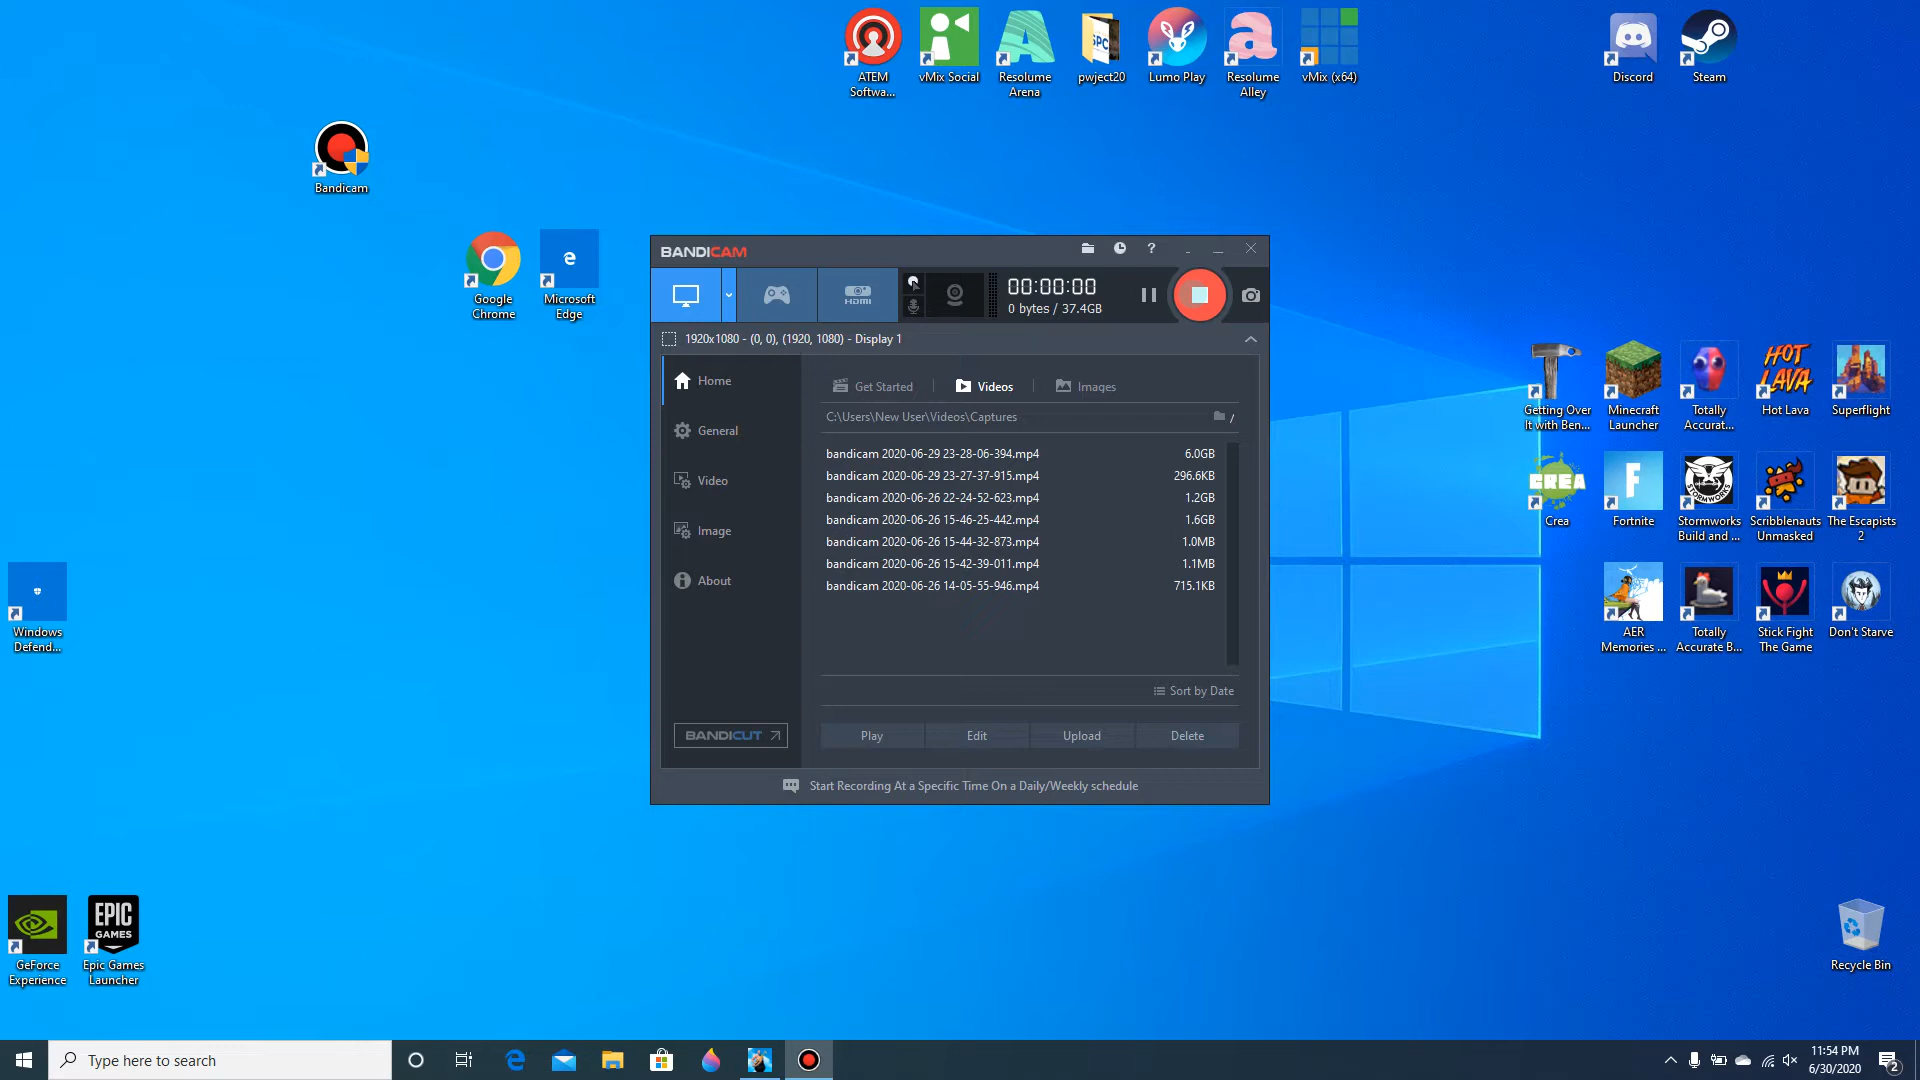 ATEM
Softwa...
vMix Social
Resolume
Arena
SPC
pwject20
Lumo Play
Resolume
Alley
vMix (x64)
Discord
Steam
Bandicam
Google
Chrome
Microsoft
Edge
BANDICAM
?
HDMI
00:00:00
0 bytes / 37.4GB
1920x1080 - (0, 0), (1920, 1080) - Display 1
Home
General
Video
Image
About
BANDICUT
Get Started
Videos
Images
C:\Users\New User\Videos\Captures
/
bandicam 2020-06-29 23-28-06-394.mp4 6.0GB
bandicam 2020-06-29 23-27-37-915.mp4 296.6KB
bandicam 2020-06-26 22-24-52-623.mp4 1.2GB
bandicam 2020-06-26 15-46-25-442.mp4 1.6GB
bandicam 2020-06-26 15-44-32-873.mp4 1.0MB
bandicam 2020-06-26 15-42-39-011.mp4 1.1MB
bandicam 2020-06-26 14-05-55-946.mp4 715.1KB
Sort by Date
Play
Edit
Upload
Delete
Start Recording At a Specific Time On a Daily/Weekly schedule
Getting Over
It with Ben...
Minecraft
Launcher
Totally
Accurat...
HOT
LAVA
Hot Lava
Superflight
CREA
Crea
F
Fortnite
STORMWORKS
Stormworks
Build and ...
Scribblenauts
Unmasked
The Escapists
2
AER
Memories ...
Totally
Accurate B...
Stick Fight
The Game
Don't Starve
Windows
Defend...
GeForce
Experience
EPIC
GAMES
Epic Games
Launcher
Recycle Bin
Type here to search
11:54 PM
6/30/2020
2